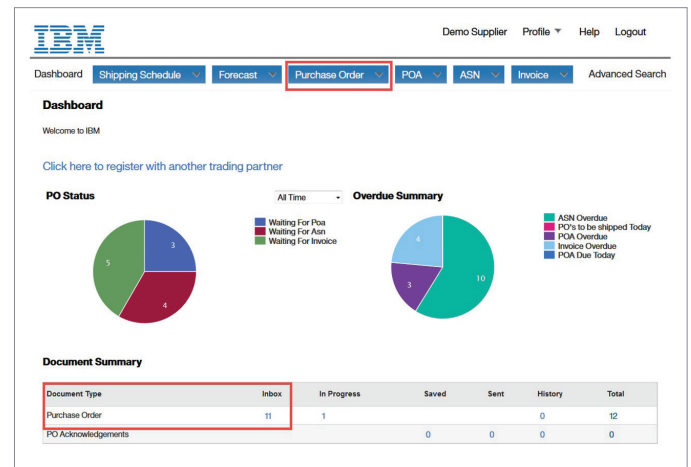 IBM
Demo Supplier Profile Help Logout
Dashboard Shipping Schedule Forecast Purchase Order POA ASN Invoice Advanced Search
Dashboard
Welcome to IBM
Click here to register with another trading partner
PO Status All Time Overdue Summary
Waiting For Poa
Waiting For Asn
Waiting For Invoice
3
5
4
ASN Overdue
PO's to be shipped Today
POA Overdue
Invoice Overdue
POA Due Today
4
3
10
Document Summary
Document Type Inbox In Progress Saved Sent History Total
Purchase Order 11 1 0 12
PO Acknowledgements 0 0 0 0